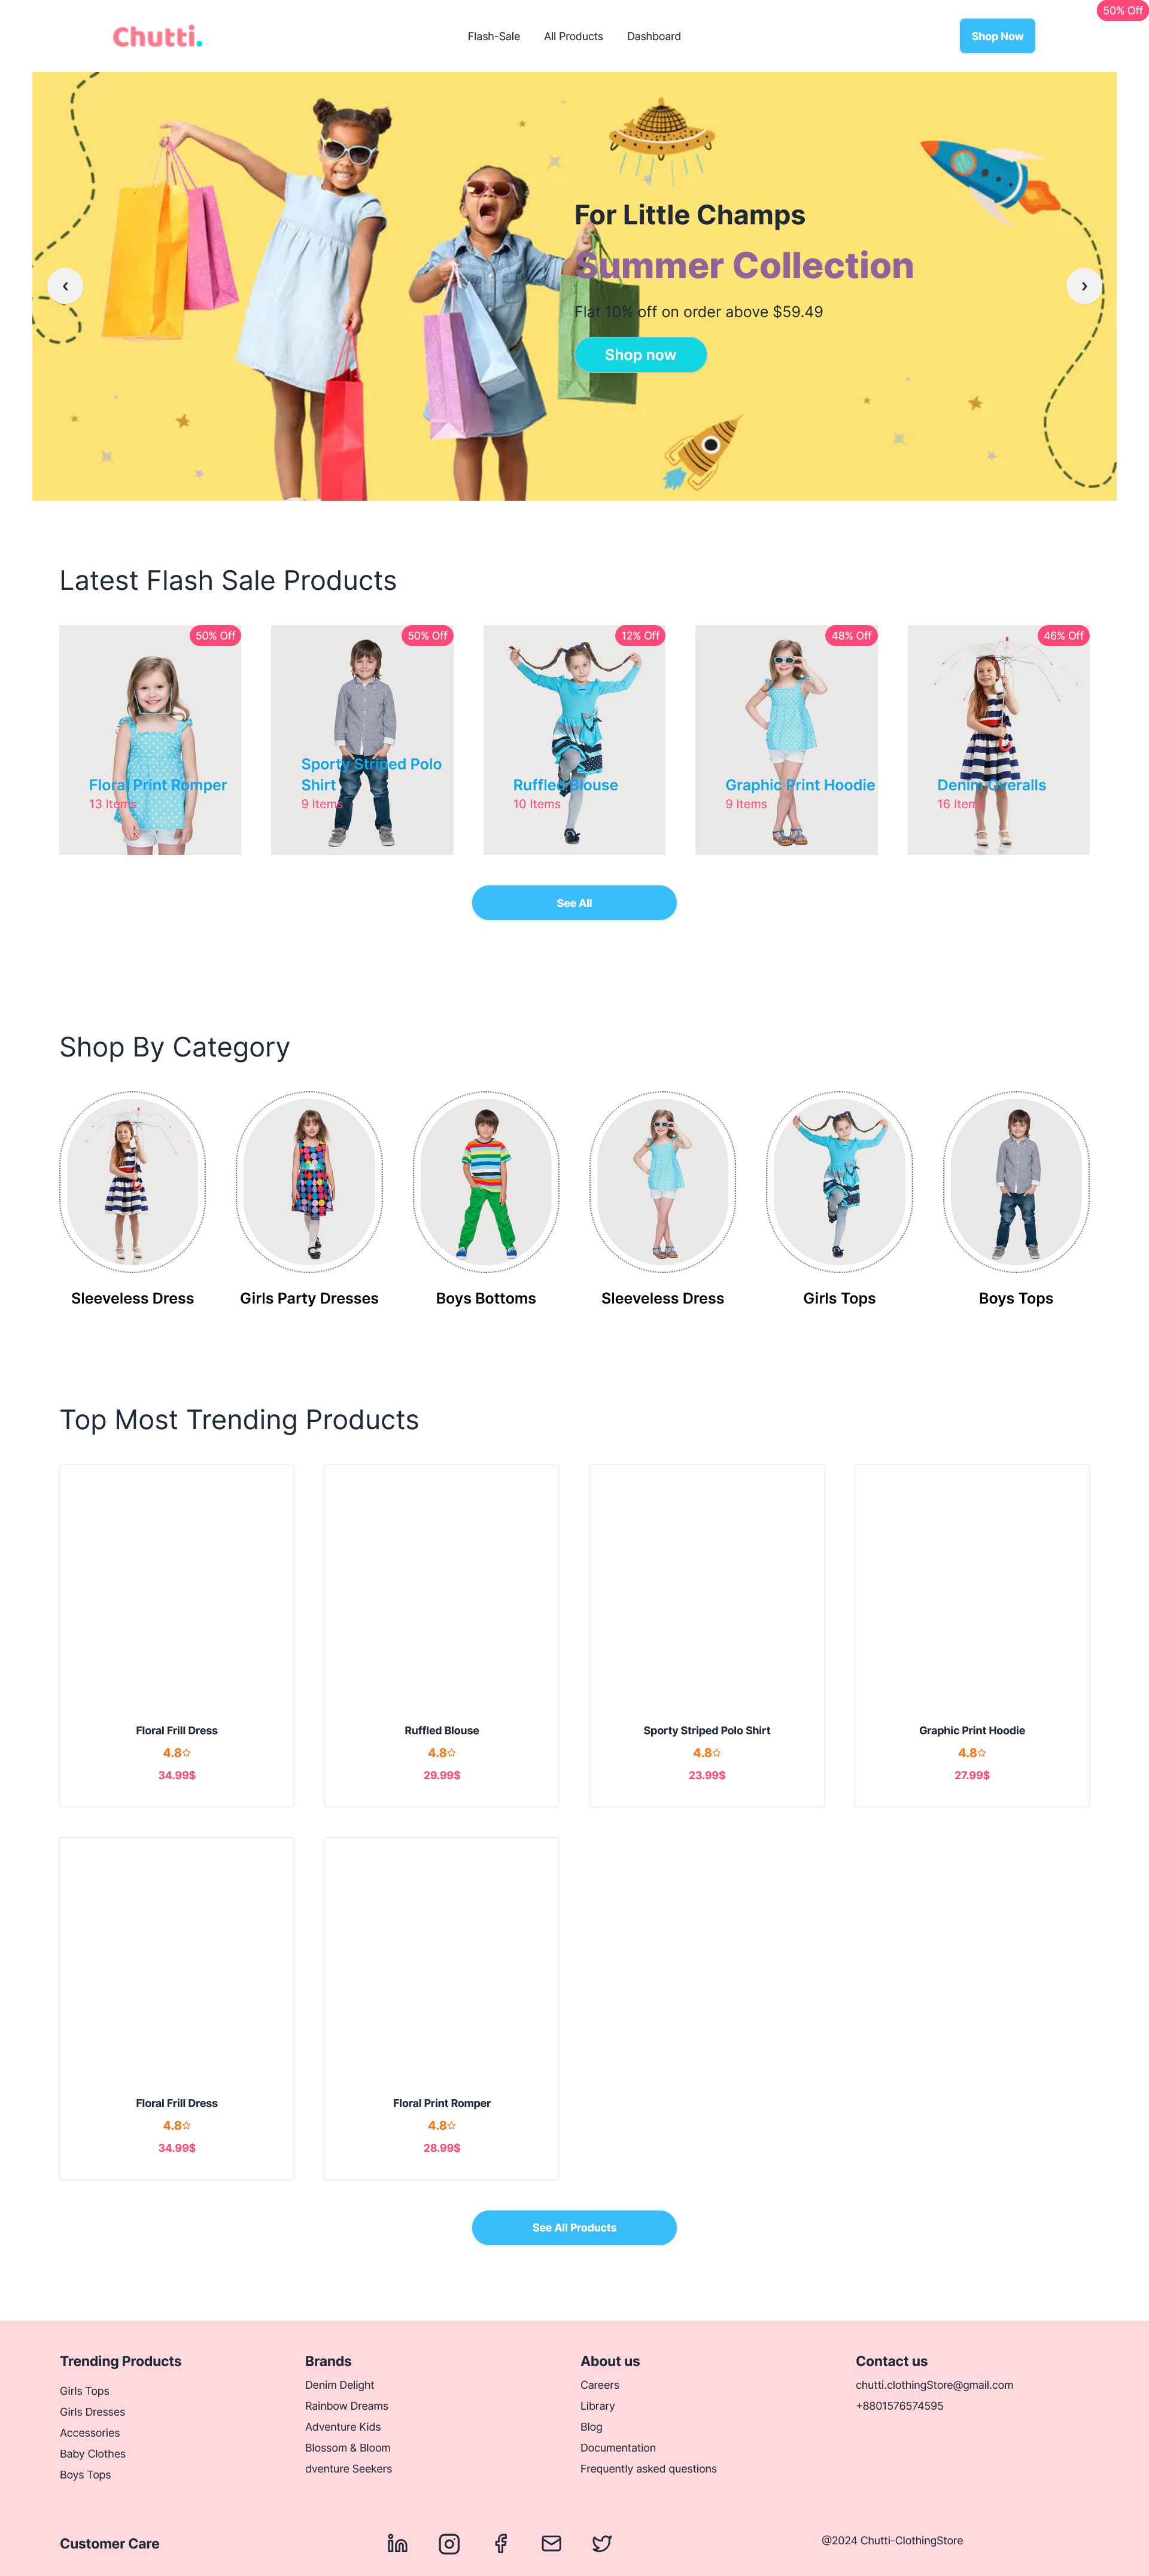 50% Off
Chutti.
Flash-Sale
All Products
Dashboard
Shop Now
For Little Champs
Summer Collection
Flat 10% off on order above $59.49
Shop now
Latest Flash Sale Products
50% Off
50% Off
12% Off
48% Off
46% Off
Floral Print Romper
13 Items
Sporty Striped Polo
Shirt
9 Items
Ruffled Blouse
10 Items
Graphic Print Hoodie
9 Items
Denim Overalls
16 Items
See All
Shop By Category
Sleeveless Dress
Girls Party Dresses
Boys Bottoms
Sleeveless Dress
Girls Tops
Boys Tops
Top Most Trending Products
Floral Frill Dress
4.8
34.99$
Ruffled Blouse
4.8
29.99$
Sporty Striped Polo Shirt
4.8
23.99$
Graphic Print Hoodie
4.8
27.99$
Floral Frill Dress
4.8
34.99$
Floral Print Romper
4.8
28.99$
See All Products
Trending Products
Girls Tops
Girls Dresses
Accessories
Baby Clothes
Boys Tops
Brands
Denim Delight
Rainbow Dreams
Adventure Kids
Blossom & Bloom
dventure Seekers
About us
Careers
Library
Blog
Documentation
Frequently asked questions
Contact us
chutti.clothingStore@gmail.com
+8801576574595
Customer Care
@2024 Chutti-ClothingStore